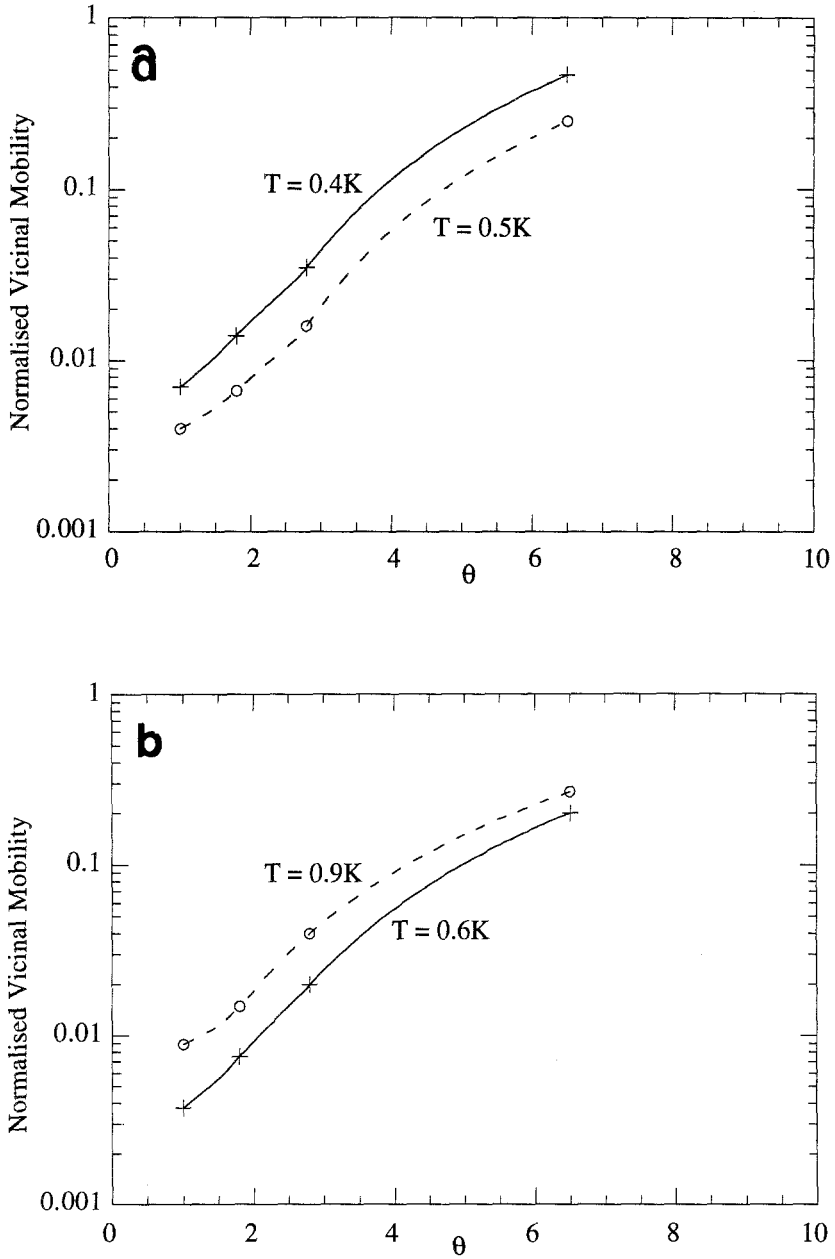 a
1
0.1
0.01
0.001
Normalised Vicinal Mobility
T = 0.4K
T = 0.5K
0 2 4 6 8 10
θ
b
1
0.1
0.01
0.001
Normalised Vicinal Mobility
T = 0.9K
T = 0.6K
0 2 4 6 8 10
θ